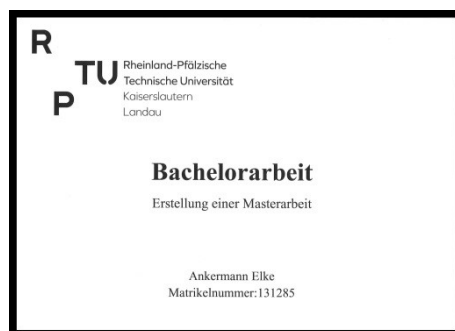 R
TU
P
Rheinland-Pfälzische
Technische Universität
Kaiserslautern
Landau
Bachelorarbeit
Erstellung einer Masterarbeit
Ankermann Elke
Matrikelnummer:131285